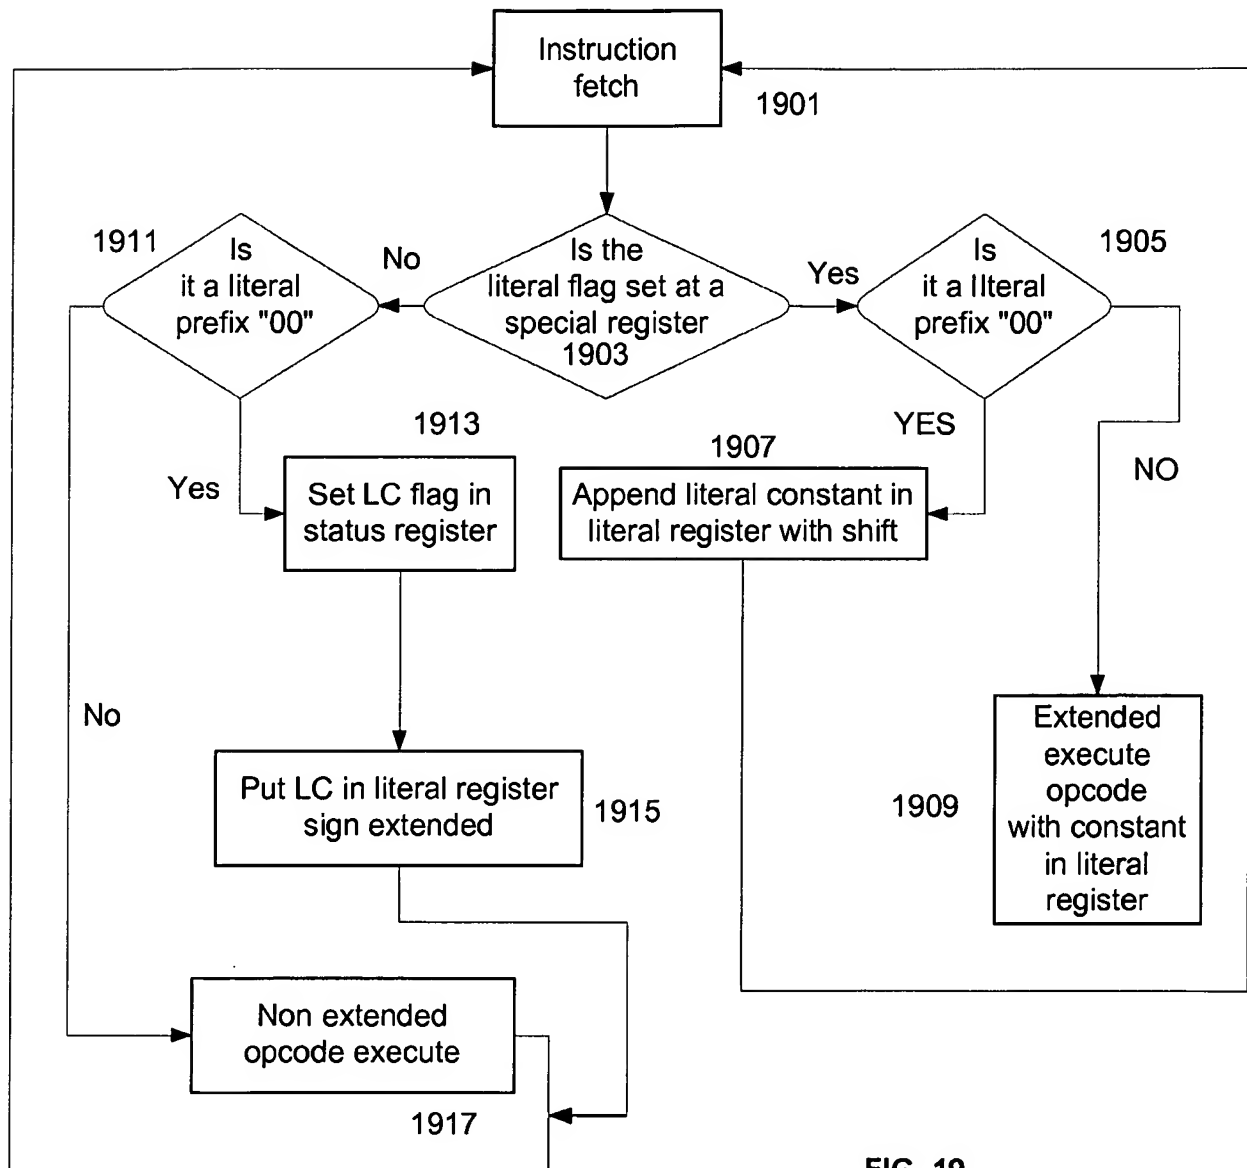 Instruction
fetch
1901
1911
Is
it a literal
prefix "00"
No
Is the
literal flag set at a
special register
1903
Yes
Is
it a lIteral
prefix "00"
1905
1913
YES
1907
NO
Yes
Set LC flag in
status register
Append literal constant in
literal register with shift
No
Put LC in literal register
sign extended
1915
1909
Extended
execute
opcode
with constant
in literal
register
Non extended
opcode execute
1917
FIG. 19